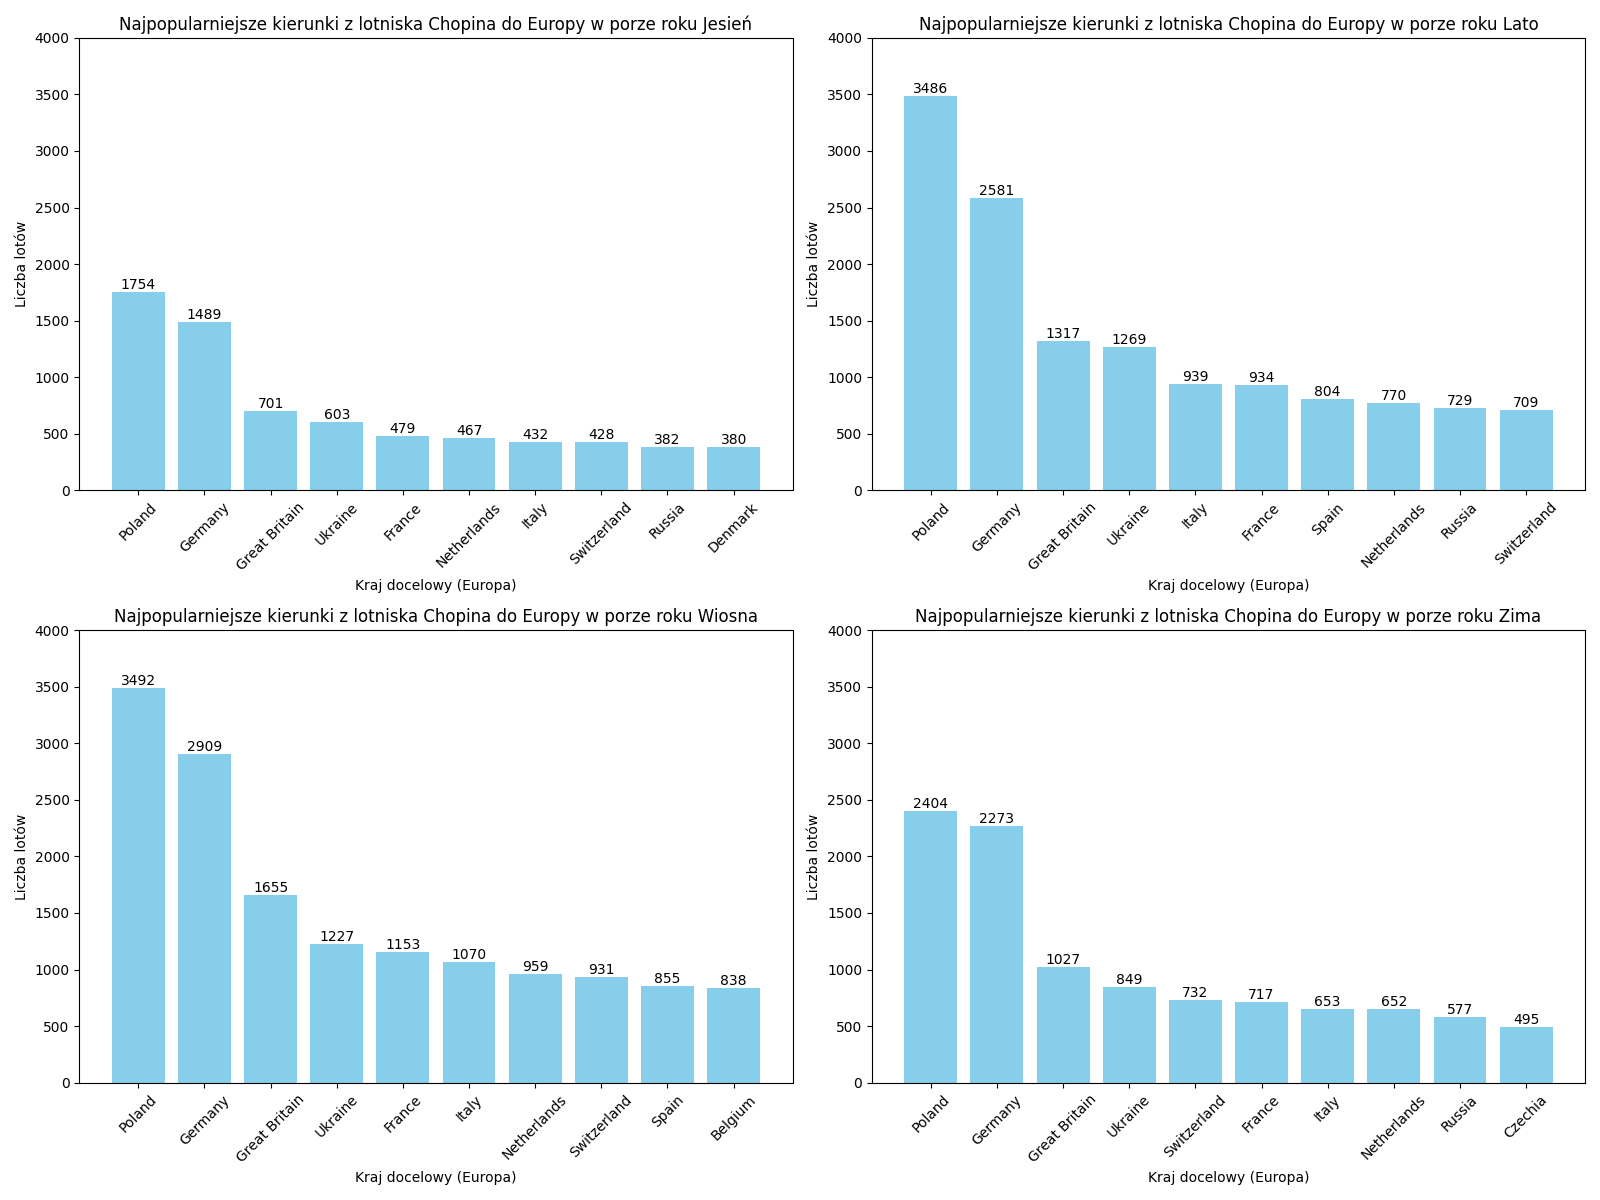 Najpopularniejsze kierunki z lotniska Chopina do Europy w porze roku Jesień
4000
3500
3000
2500
2000
1500
1000
500
0
Liczba lotów
1754
1489
701
603
479
467
432
428
382
380
Poland
Germany
Great Britain
Ukraine
France
Netherlands
Italy
Switzerland
Russia
Denmark
Kraj docelowy (Europa)
Najpopularniejsze kierunki z lotniska Chopina do Europy w porze roku Lato
4000
3500
3000
2500
2000
1500
1000
500
0
Liczba lotów
3486
2581
1317
1269
939
934
804
770
729
709
Poland
Germany
Great Britain
Ukraine
Italy
France
Spain
Netherlands
Russia
Switzerland
Kraj docelowy (Europa)
Najpopularniejsze kierunki z lotniska Chopina do Europy w porze roku Wiosna
4000
3500
3000
2500
2000
1500
1000
500
0
Liczba lotów
3492
2909
1655
1227
1153
1070
959
931
855
838
Poland
Germany
Great Britain
Ukraine
France
Italy
Netherlands
Switzerland
Spain
Belgium
Kraj docelowy (Europa)
Najpopularniejsze kierunki z lotniska Chopina do Europy w porze roku Zima
4000
3500
3000
2500
2000
1500
1000
500
0
Liczba lotów
2404
2273
1027
849
732
717
653
652
577
495
Poland
Germany
Great Britain
Ukraine
Switzerland
France
Italy
Netherlands
Russia
Czechia
Kraj docelowy (Europa)